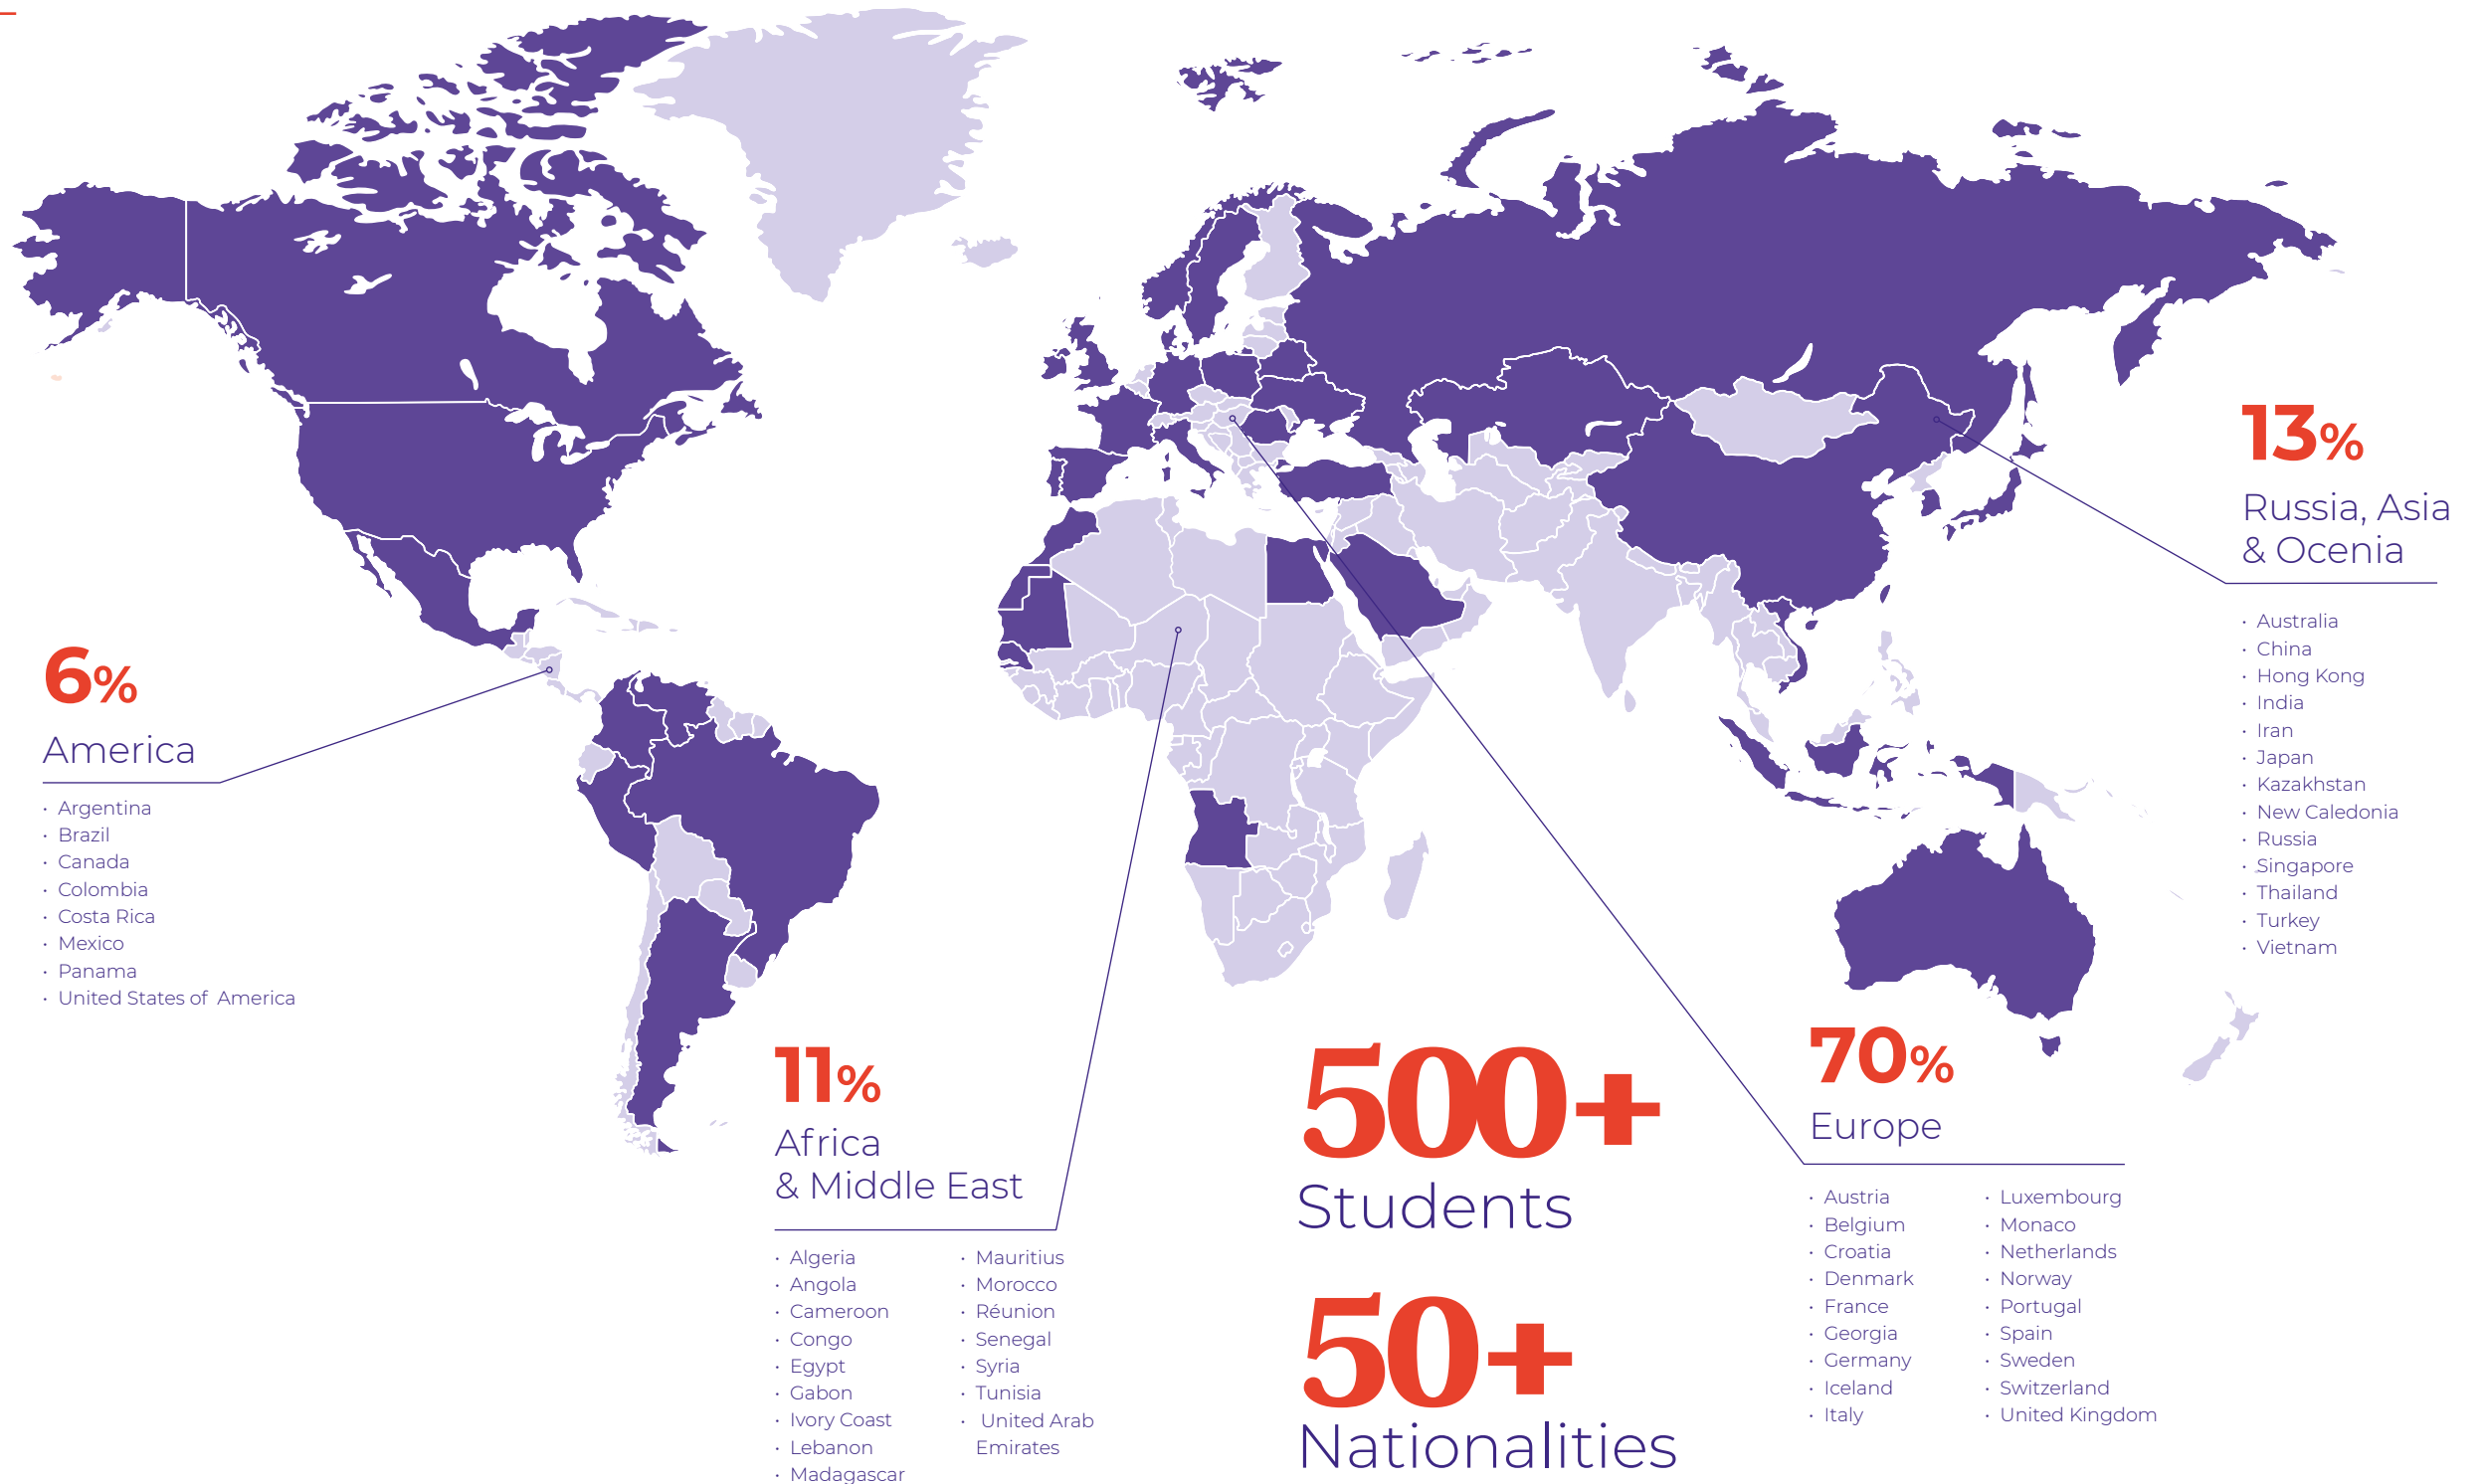 6%
America
· Argentina
· Brazil
· Canada
· Colombia
· Costa Rica
· Mexico
· Panama
· United States of America
11%
Africa
& Middle East
· Algeria
· Angola
· Cameroon
· Congo
· Egypt
· Gabon
· Ivory Coast
· Lebanon
· Madagascar
· Mauritius
· Morocco
· Réunion
· Senegal
· Syria
· Tunisia
· United Arab
Emirates
500+
Students
50+
Nationalities
70%
Europe
· Austria
· Belgium
· Croatia
· Denmark
· France
· Georgia
· Germany
· Iceland
· Italy
· Luxembourg
· Monaco
· Netherlands
· Norway
· Portugal
· Spain
· Sweden
· Switzerland
· United Kingdom
13%
Russia, Asia
& Ocenia
· Australia
· China
· Hong Kong
· India
· Iran
· Japan
· Kazakhstan
· New Caledonia
· Russia
· Singapore
· Thailand
· Turkey
· Vietnam